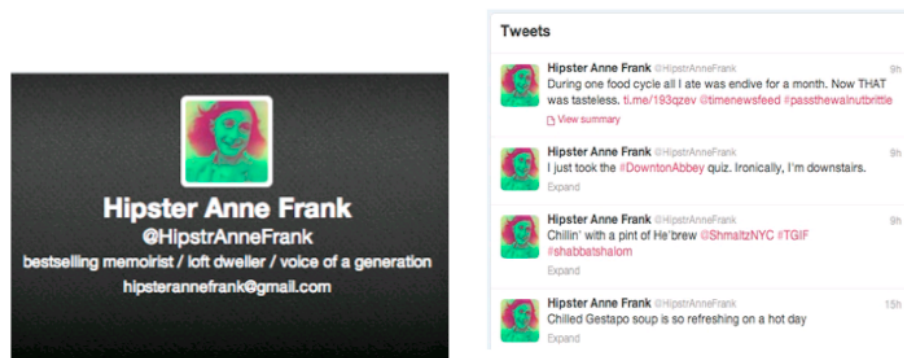 Hipster Anne Frank
@HipstrAnneFrank
bestselling memoirist / loft dweller / voice of a generation
hipsterannefrank@gmail.com
Tweets
Hipster Anne Frank @HipstrAnneFrank 9h
During one food cycle all I ate was endive for a month. Now THAT
was tasteless. ti.me/193qzev @timenewsfeed #passthewalnutbrittle
View summary
Hipster Anne Frank @HipstrAnneFrank 9h
I just took the #DowntonAbbey quiz. Ironically, I'm downstairs.
Expand
Hipster Anne Frank @HipstrAnneFrank 9h
Chillin' with a pint of He'brew @ShmaltzNYC #TGIF
#shabbatshalom
Expand
Hipster Anne Frank @HipstrAnneFrank 15h
Chilled Gestapo soup is so refreshing on a hot day
Expand